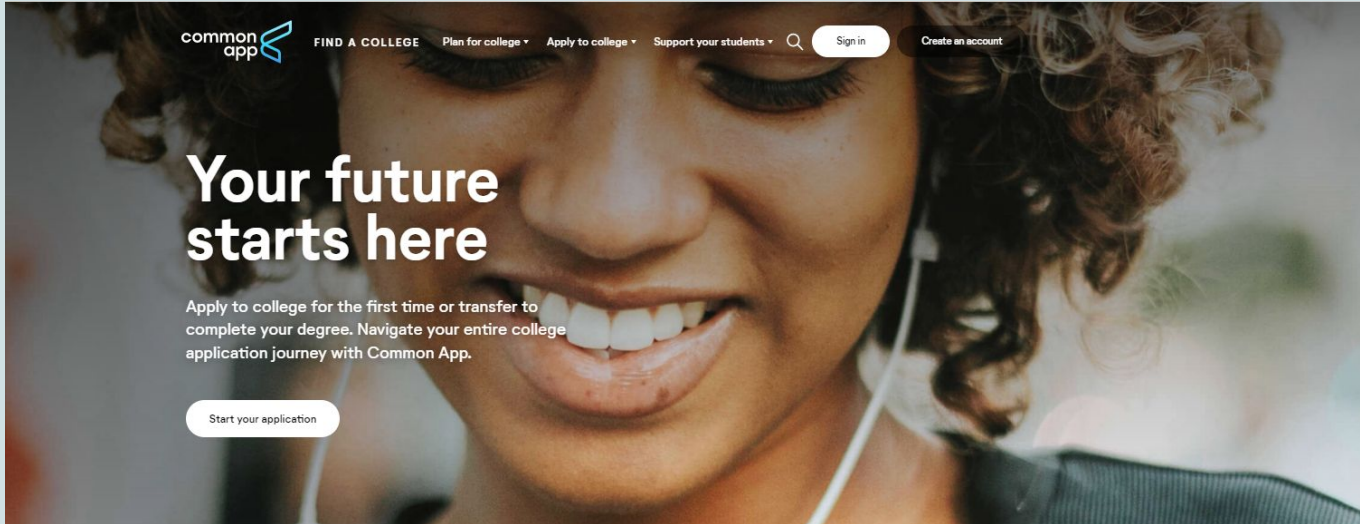 common
app
FIND A COLLEGE
Plan for college
Apply to college
Support your students
Sign in
Create an account
Your future
starts here
Apply to college for the first time or transfer to
complete your degree. Navigate your entire college
application journey with Common App.
Start your application